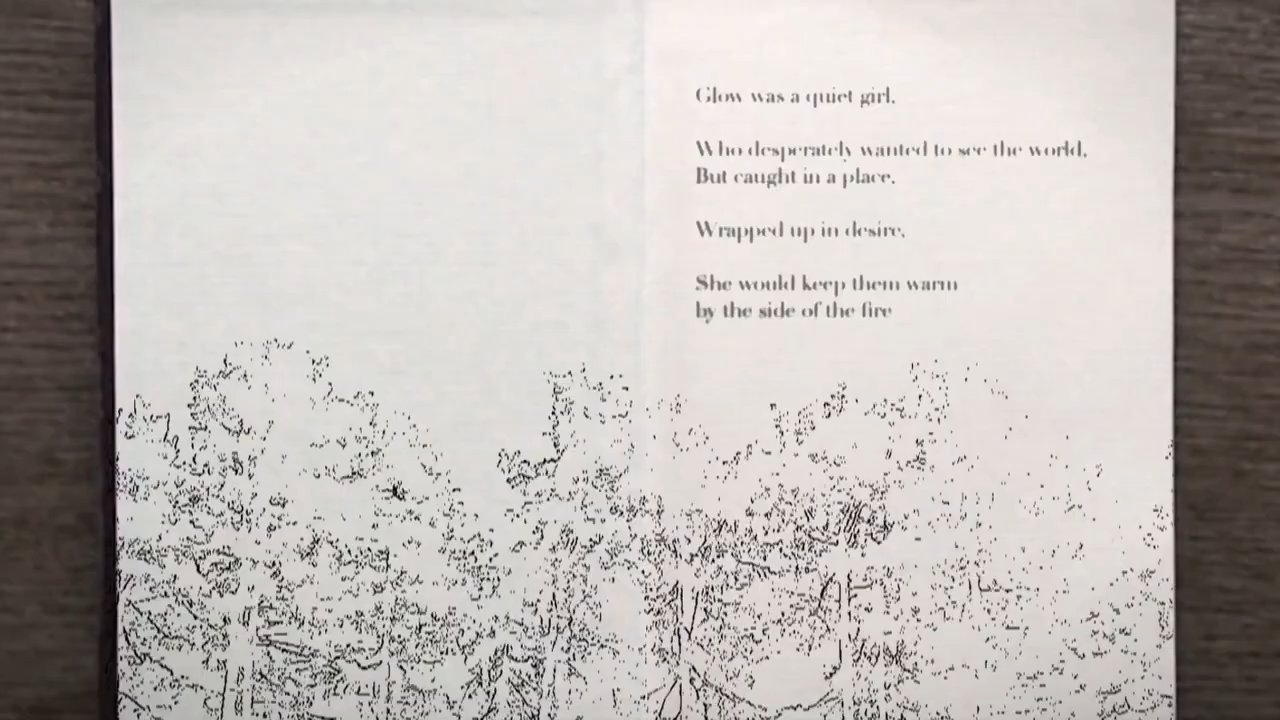 Glow was a quiet girl.
Who desperately wanted to see the world,
But caught in a place.
Wrapped up in desire,
She would keep them warm
by the side of the fire